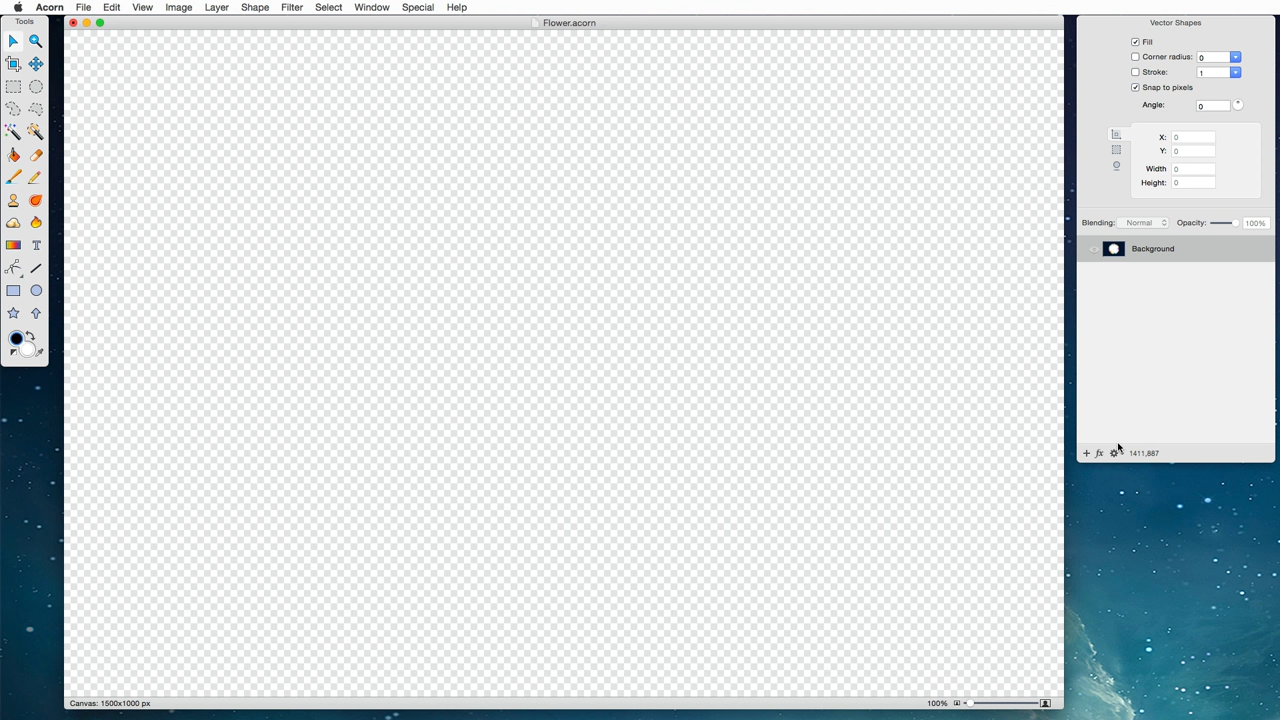 Acorn File Edit View Image Layer Shape Filter Select Window Special Help
Tools
Flower.acorn
Vector Shapes
Fill
Corner radius: 0
Stroke: 1
Snap to pixels
Angle: 0
X: 0
Y: 0
Width 0
Height: 0
Blending: Normal Opacity: 100%
Background
+ fx 1411,887
T
Canvas: 1500x1000 px 100%